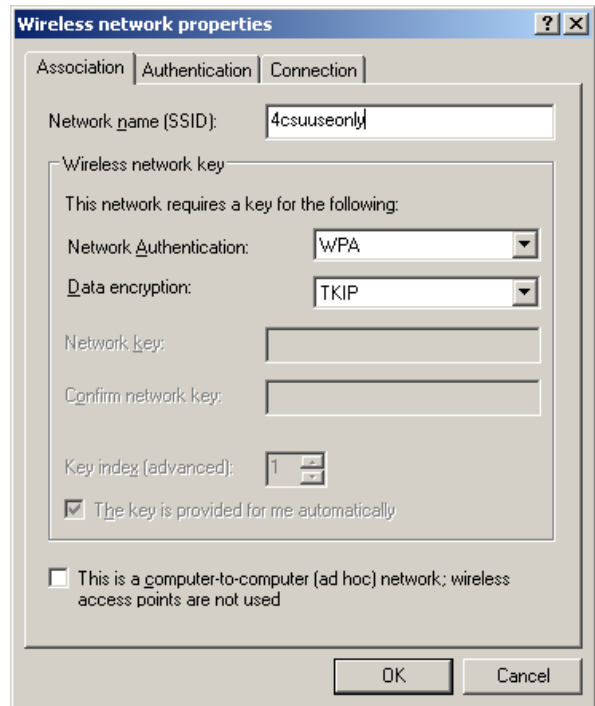 Wireless network properties
Association Authentication Connection
Network name (SSID): 4csuuseonly
Wireless network key
This network requires a key for the following:
Network Authentication: WPA
Data encryption: TKIP
Network key:
Confirm network key:
Key index (advanced): 1
The key is provided for me automatically
This is a computer-to-computer (ad hoc) network; wireless
access points are not used
OK Cancel